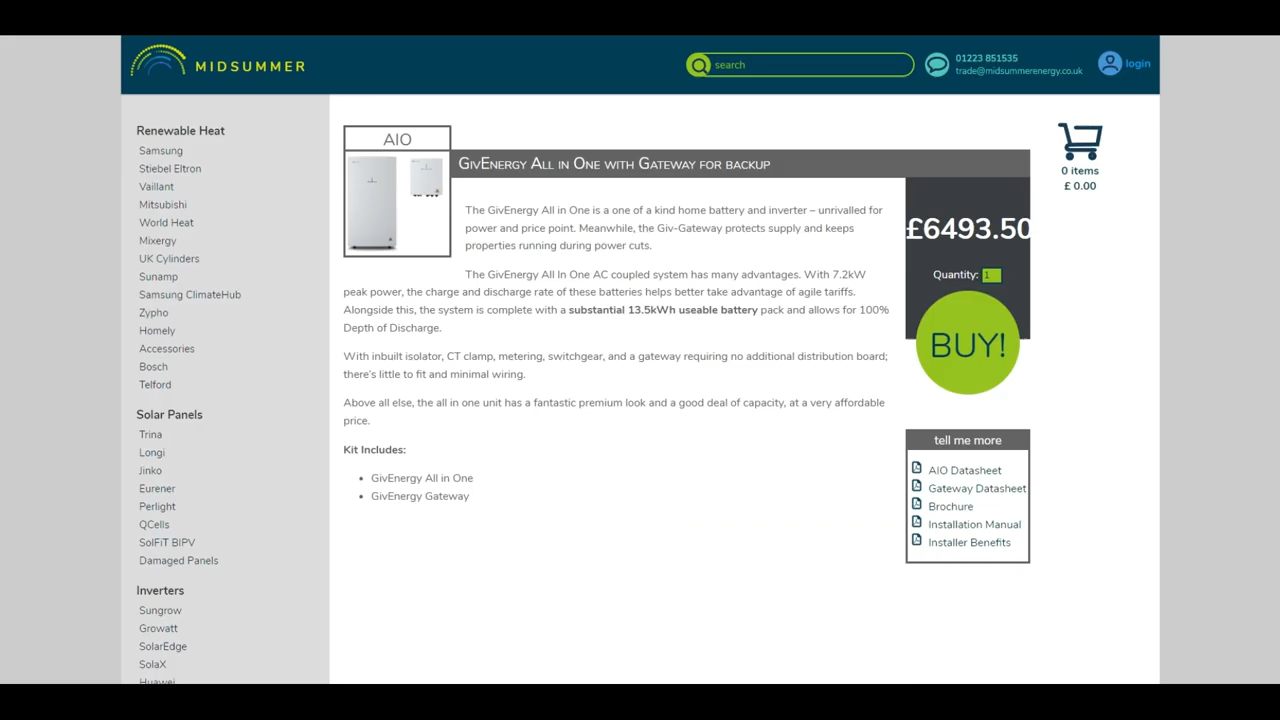 MIDSUMMER
search
01223 851535
trade@midsummerenergy.co.uk
login
Renewable Heat
Samsung
Stiebel Eltron
Vaillant
Mitsubishi
World Heat
Mixergy
UK Cylinders
Sunamp
Samsung ClimateHub
Zypho
Homely
Accessories
Bosch
Telford
Solar Panels
Trina
Longi
Jinko
Eurener
Perlight
QCells
SolFiT BIPV
Damaged Panels
Inverters
Sungrow
Growatt
SolarEdge
SolaX
Huawei
AIO
GivEnergy All in One with Gateway for backup
The GivEnergy All in One is a one of a kind home battery and inverter – unrivalled for
power and price point. Meanwhile, the Giv-Gateway protects supply and keeps
properties running during power cuts.
The GivEnergy All In One AC coupled system has many advantages. With 7.2kW
peak power, the charge and discharge rate of these batteries helps better take advantage of agile tariffs.
Alongside this, the system is complete with a substantial 13.5kWh useable battery pack and allows for 100%
Depth of Discharge.
With inbuilt isolator, CT clamp, metering, switchgear, and a gateway requiring no additional distribution board;
there's little to fit and minimal wiring.
Above all else, the all in one unit has a fantastic premium look and a good deal of capacity, at a very affordable
price.
Kit Includes:
• GivEnergy All in One
• GivEnergy Gateway
£6493.50
Quantity: 1
BUY!
tell me more
AIO Datasheet
Gateway Datasheet
Brochure
Installation Manual
Installer Benefits
0 items
£ 0.00